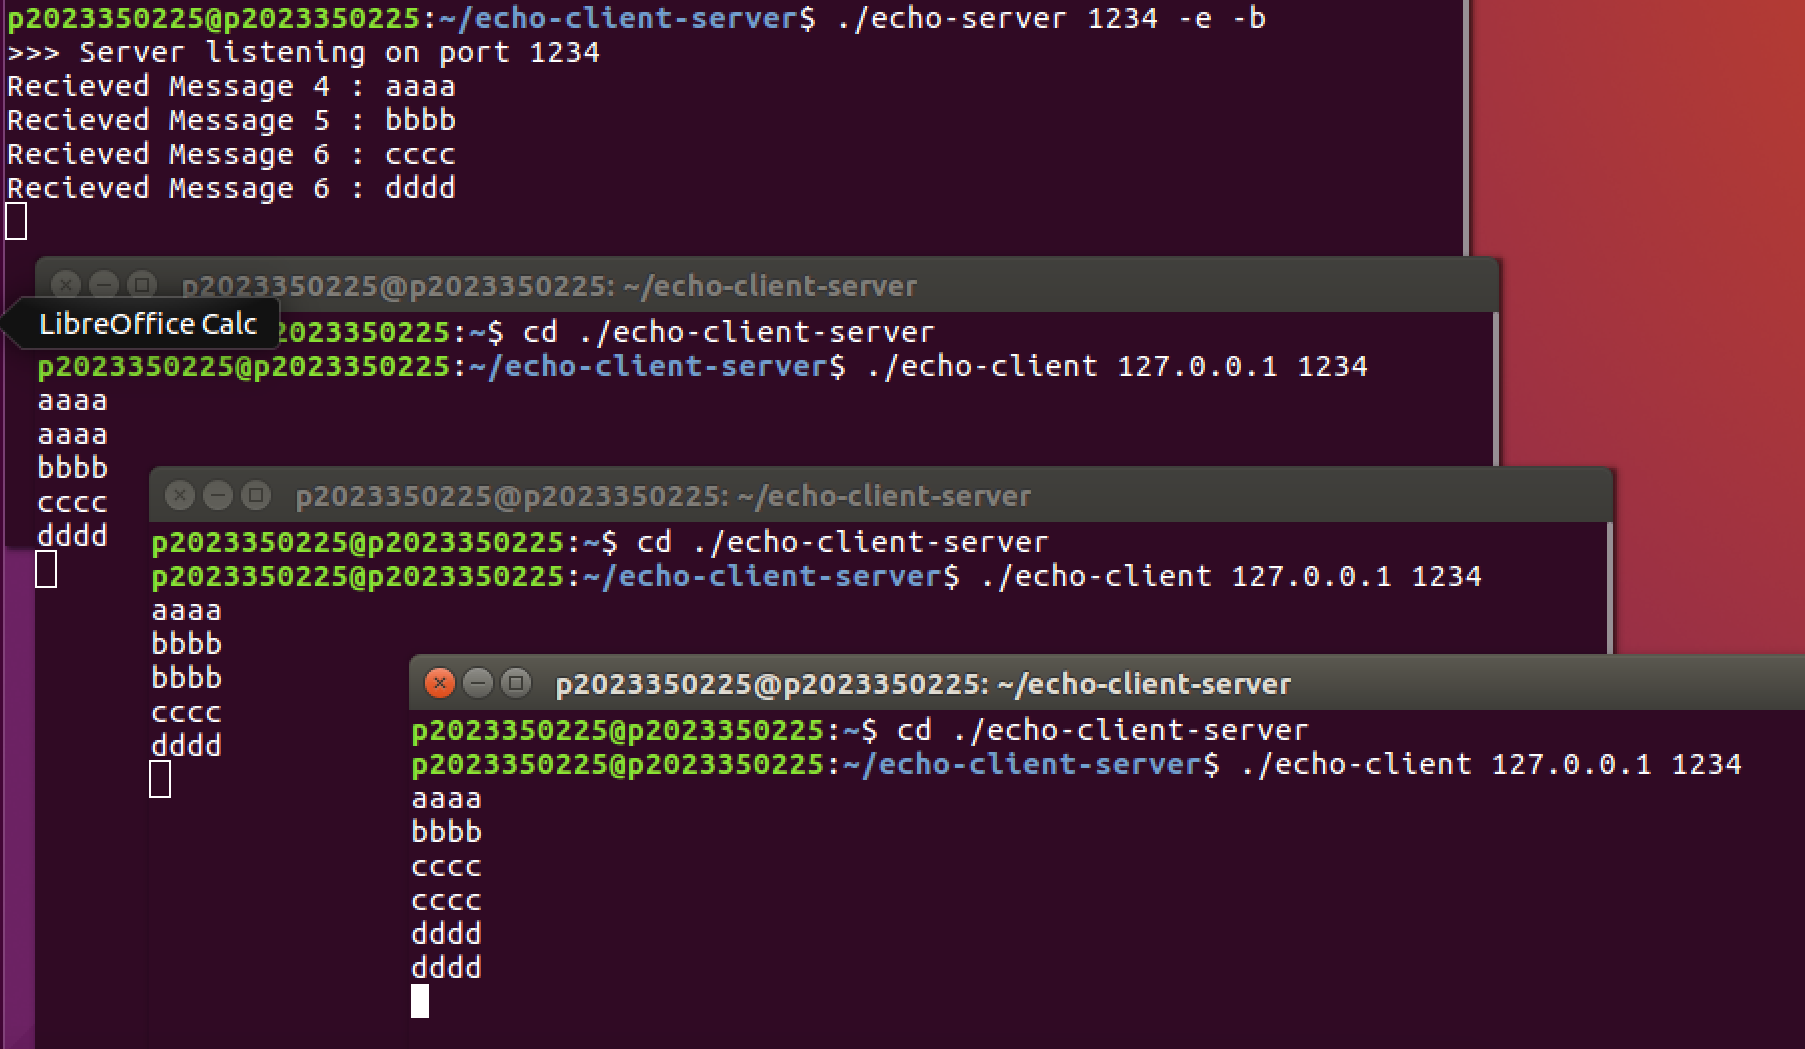 p2023350225@p2023350225:~/echo-client-server$ ./echo-server 1234 -e -b
>>> Server listening on port 1234
Recieved Message 4 : aaaa
Recieved Message 5 : bbbb
Recieved Message 6 : cccc
Recieved Message 6 : dddd
p2023350225@p2023350225: ~/echo-client-server
LibreOffice Calc
2023350225:~$ cd ./echo-client-server
p2023350225@p2023350225:~/echo-client-server$ ./echo-client 127.0.0.1 1234
aaaa
aaaa
bbbb
cccc
dddd
p2023350225@p2023350225: ~/echo-client-server
p2023350225@p2023350225:~$ cd ./echo-client-server
p2023350225@p2023350225:~/echo-client-server$ ./echo-client 127.0.0.1 1234
aaaa
bbbb
bbbb
cccc
dddd
p2023350225@p2023350225: ~/echo-client-server
p2023350225@p2023350225:~$ cd ./echo-client-server
p2023350225@p2023350225:~/echo-client-server$ ./echo-client 127.0.0.1 1234
aaaa
bbbb
cccc
cccc
dddd
dddd